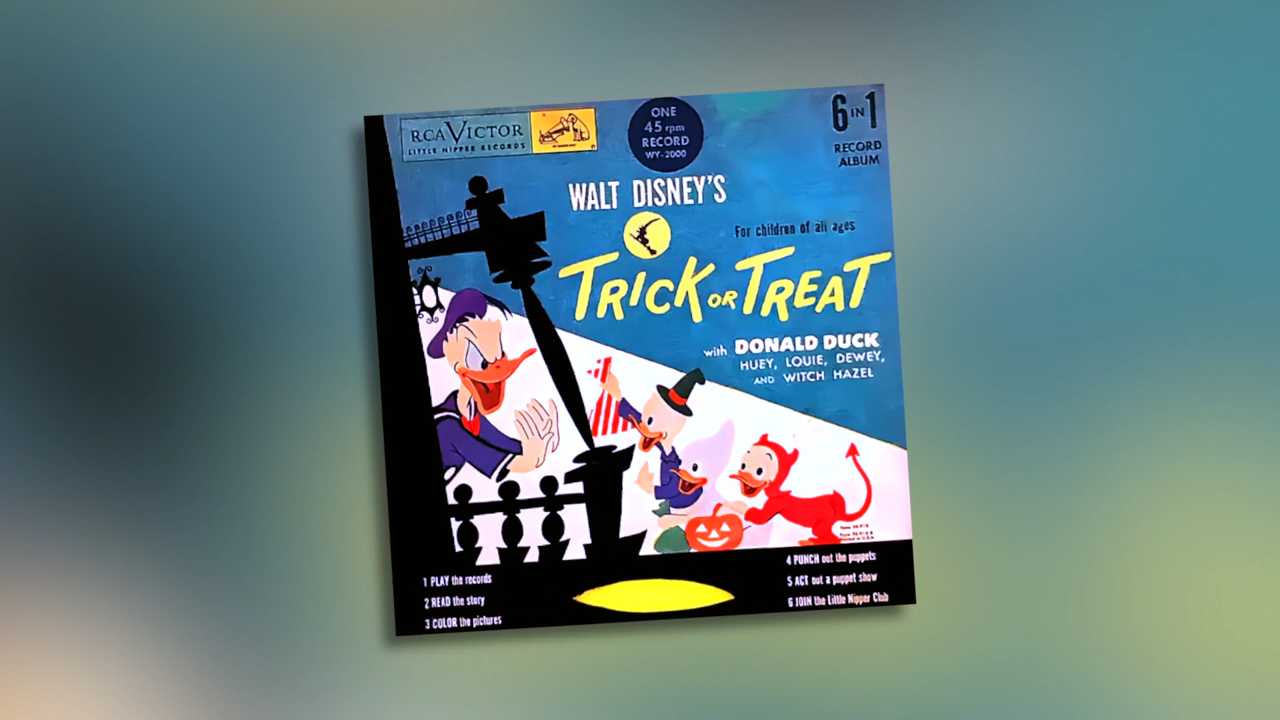 RCA VICTOR
LITTLE NIPPER RECORDS
ONE
45 rpm
RECORD
WY-2000
6 IN 1
RECORD
ALBUM
WALT DISNEY'S
For children of all ages
TRICK OR TREAT
with DONALD DUCK
HUEY, LOUIE, DEWEY,
AND WITCH HAZEL
1 PLAY the records
2 READ the story
3 COLOR the pictures
4 PUNCH out the puppets
5 ACT out a puppet show
6 JOIN the Little Nipper Club